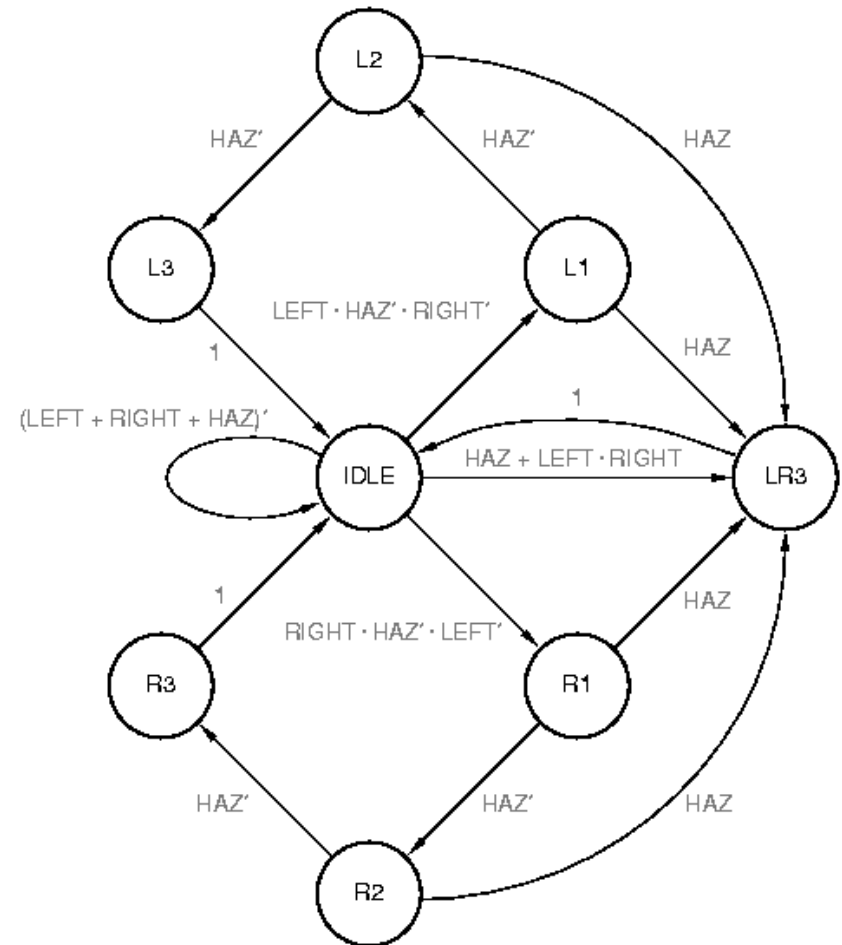 L2
HAZ′
HAZ′
HAZ
L3
L1
LEFT · HAZ′ · RIGHT′
1
HAZ
(LEFT + RIGHT + HAZ)′
1
IDLE
HAZ + LEFT · RIGHT
LR3
1
RIGHT · HAZ′ · LEFT′
HAZ
R3
R1
HAZ′
HAZ′
HAZ
R2